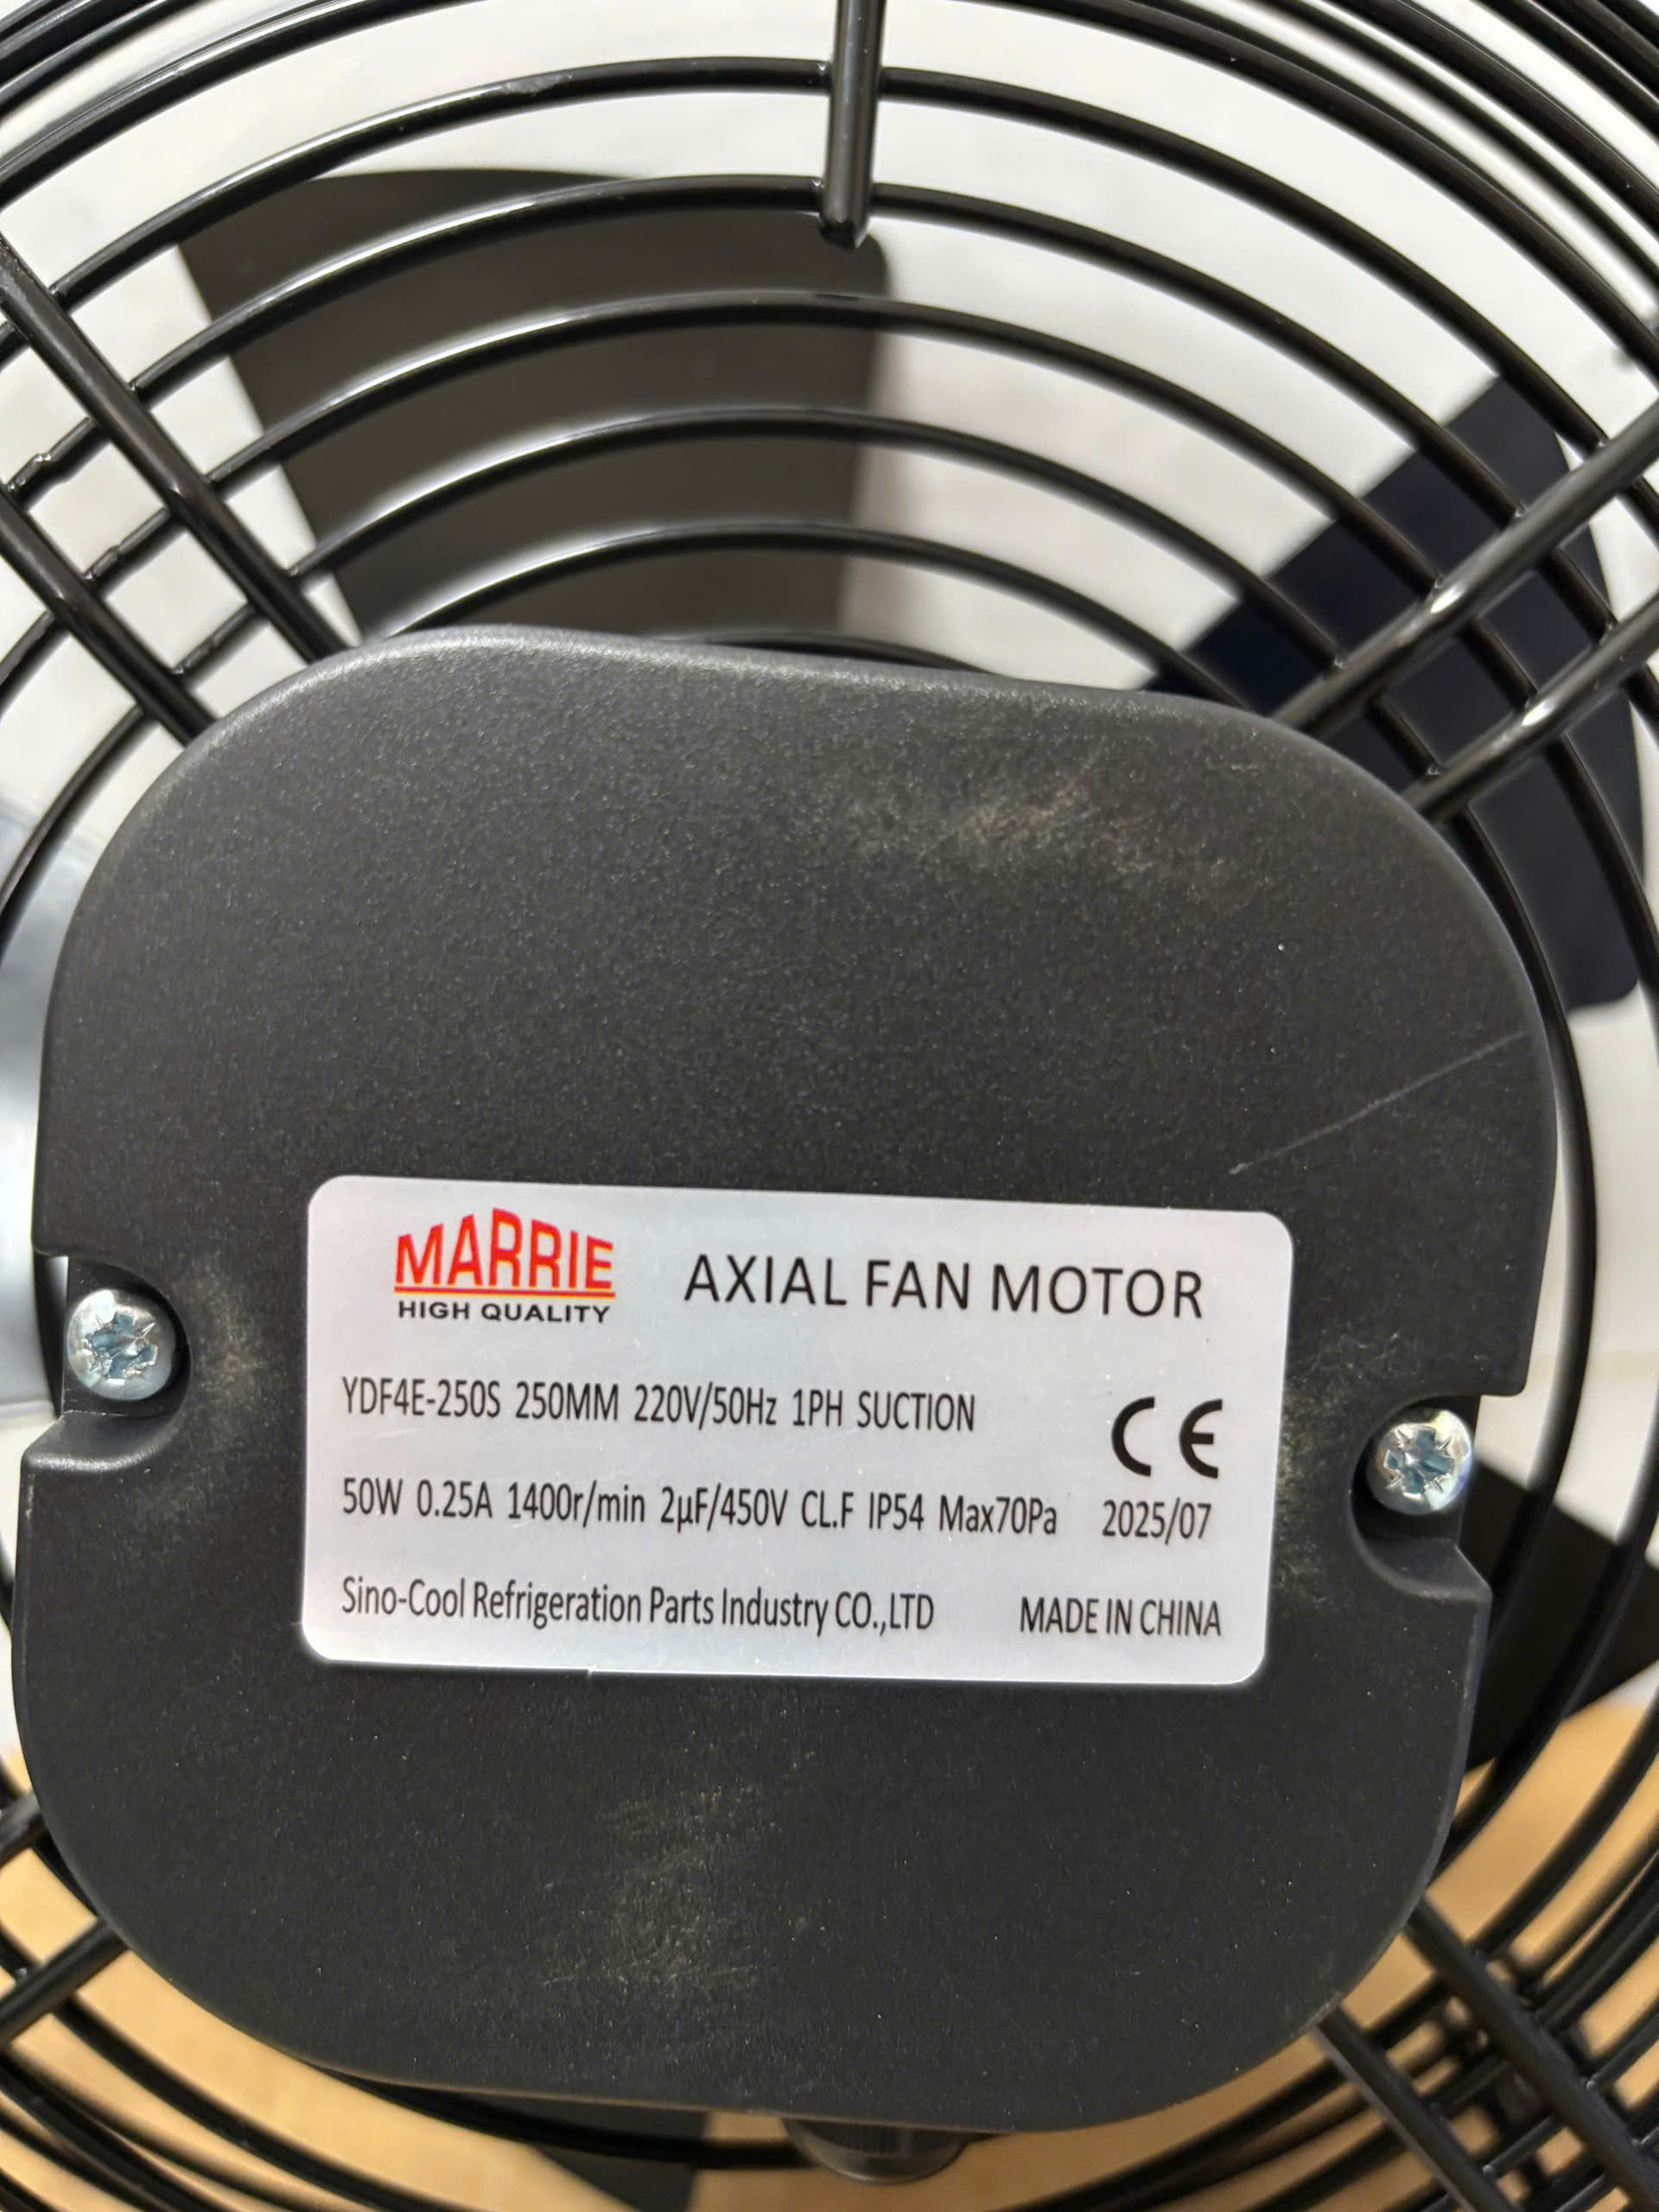 MARRIE
HIGH QUALITY
AXIAL FAN MOTOR
YDF4E-250S 250MM 220V/50Hz 1PH SUCTION
CE
50W 0.25A 1400r/min 2µF/450V CL.F IP54 Max70Pa 2025/07
Sino-Cool Refrigeration Parts Industry CO.,LTD MADE IN CHINA